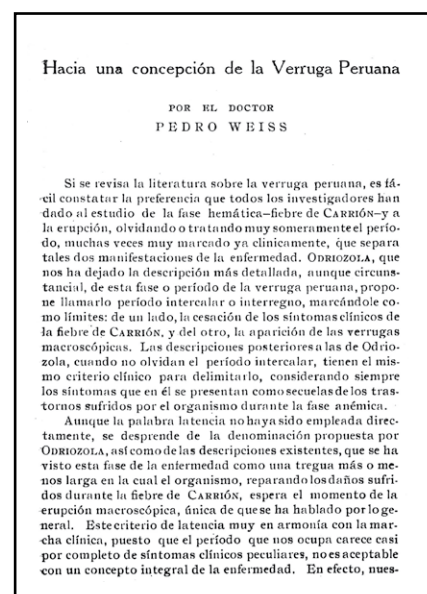 Hacia una concepción de la Verruga Peruana
POR EL DOCTOR
PEDRO WEISS
Si se revisa la literatura sobre la verruga peruana, es fá-
cil constatar la preferencia que todos los investigadores han
dado al estudio de la fase hemática—fiebre de CARRIÓN—y a
la erupción, olvidando o tratando muy someramente el perío-
do, muchas veces muy marcado ya clinicamente, que separa
tales dos manifestaciones de la enfermedad. ODRIOZOLA, que
nos ha dejado la descripción más detallada, aunque circuns-
tancial, de esta fase o período de la verruga peruana, propo-
ne llamarlo período intercalar o interregno, marcándole co-
mo límites: de un lado, la cesación de los síntomas clínicos de
la fiebre de CARRIÓN, y del otro, la aparición de las verrugas
macroscópicas. Las descripciones posteriores a las de Odrio-
zola, cuando no olvidan el período intercalar, tienen el mis-
mo criterio clínico para delimitarlo, considerando siempre
los síntomas que en él se presentan como secuelas de los tras-
tornos sufridos por el organismo durante la fase anémica.
Aunque la palabra latencia no haya sido empleada direc-
tamente, se desprende de la denominación propuesta por
ODRIOZOLA, así como de las descripciones existentes, que se ha
visto esta fase de la enfermedad como una tregua más o me-
nos larga en la cual el organismo, reparando los daños sufri-
dos durante la fiebre de CARRIÓN, espera el momento de la
erupción macroscópica, única de que se ha hablado por lo ge-
neral. Este criterio de latencia muy en armonía con la mar-
cha clínica, puesto que el período que nos ocupa carece casi
por completo de síntomas clínicos peculiares, no es aceptable
con un concepto integral de la enfermedad. En efecto, nues-